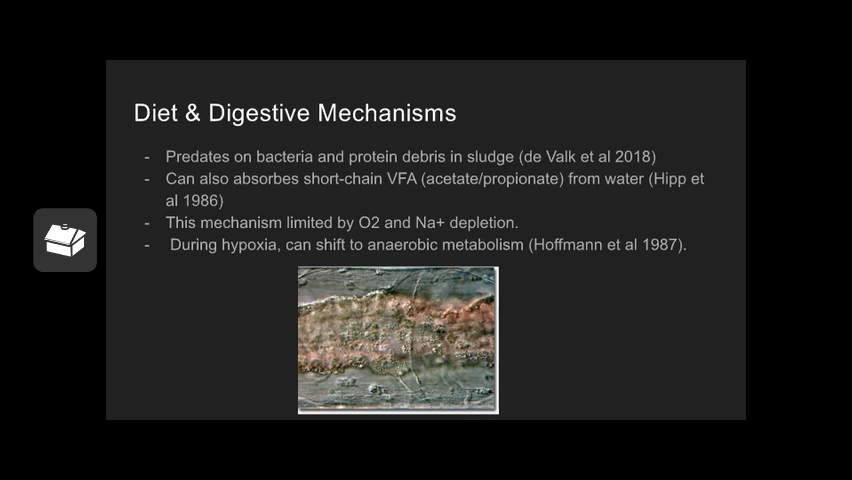 Diet & Digestive Mechanisms
- Predates on bacteria and protein debris in sludge (de Valk et al 2018)
- Can also absorbes short-chain VFA (acetate/propionate) from water (Hipp et
al 1986)
- This mechanism limited by O2 and Na+ depletion.
- During hypoxia, can shift to anaerobic metabolism (Hoffmann et al 1987).